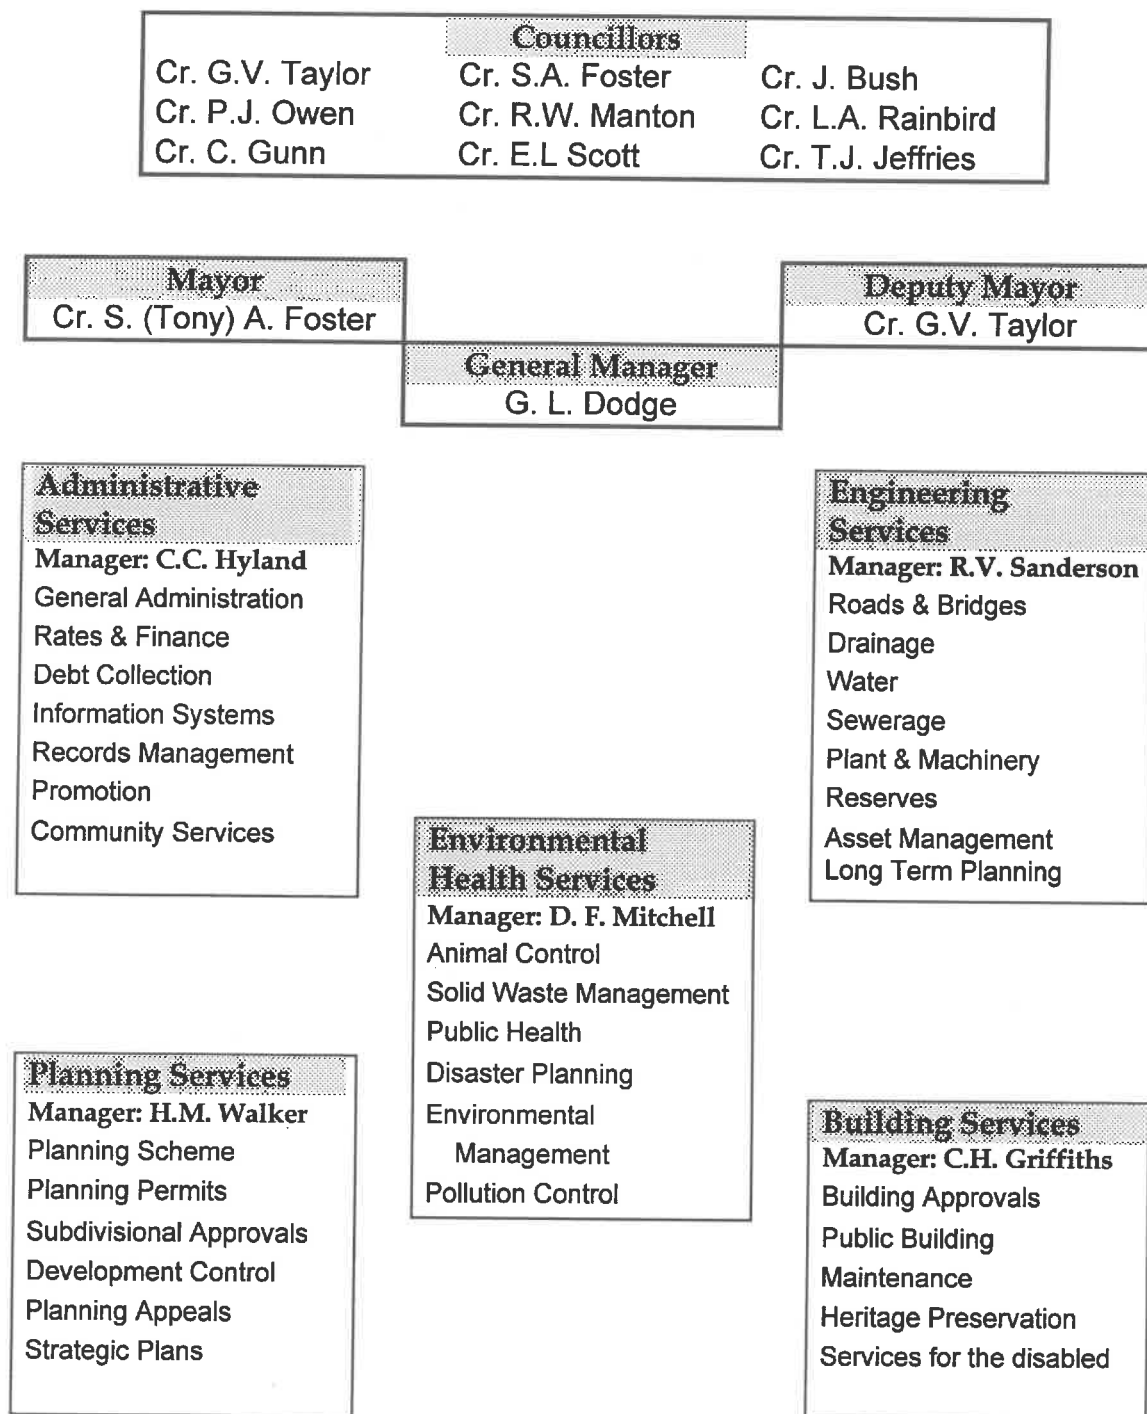 Councillors
Cr. G.V. Taylor Cr. S.A. Foster Cr. J. Bush
Cr. P.J. Owen Cr. R.W. Manton Cr. L.A. Rainbird
Cr. C. Gunn Cr. E.L Scott Cr. T.J. Jeffries
Mayor
Cr. S. (Tony) A. Foster
Deputy Mayor
Cr. G.V. Taylor
General Manager
G. L. Dodge
Administrative
Services
Manager: C.C. Hyland
General Administration
Rates & Finance
Debt Collection
Information Systems
Records Management
Promotion
Community Services
Engineering
Services
Manager: R.V. Sanderson
Roads & Bridges
Drainage
Water
Sewerage
Plant & Machinery
Reserves
Asset Management
Long Term Planning
Environmental
Health Services
Manager: D. F. Mitchell
Animal Control
Solid Waste Management
Public Health
Disaster Planning
Environmental
Management
Pollution Control
Planning Services
Manager: H.M. Walker
Planning Scheme
Planning Permits
Subdivisional Approvals
Development Control
Planning Appeals
Strategic Plans
Building Services
Manager: C.H. Griffiths
Building Approvals
Public Building
Maintenance
Heritage Preservation
Services for the disabled